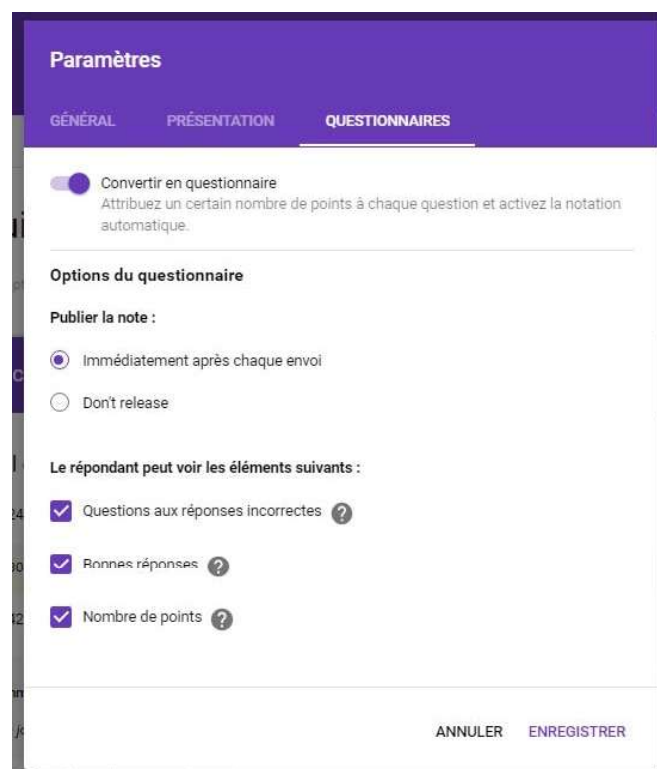 Paramètres
GÉNÉRAL PRÉSENTATION QUESTIONNAIRES
Convertir en questionnaire
Attribuez un certain nombre de points à chaque question et activez la notation
automatique.
Options du questionnaire
Publier la note :
Immédiatement après chaque envoi
Don't release
Le répondant peut voir les éléments suivants :
Questions aux réponses incorrectes ?
Bonnes réponses ?
Nombre de points ?
ANNULER ENREGISTRER